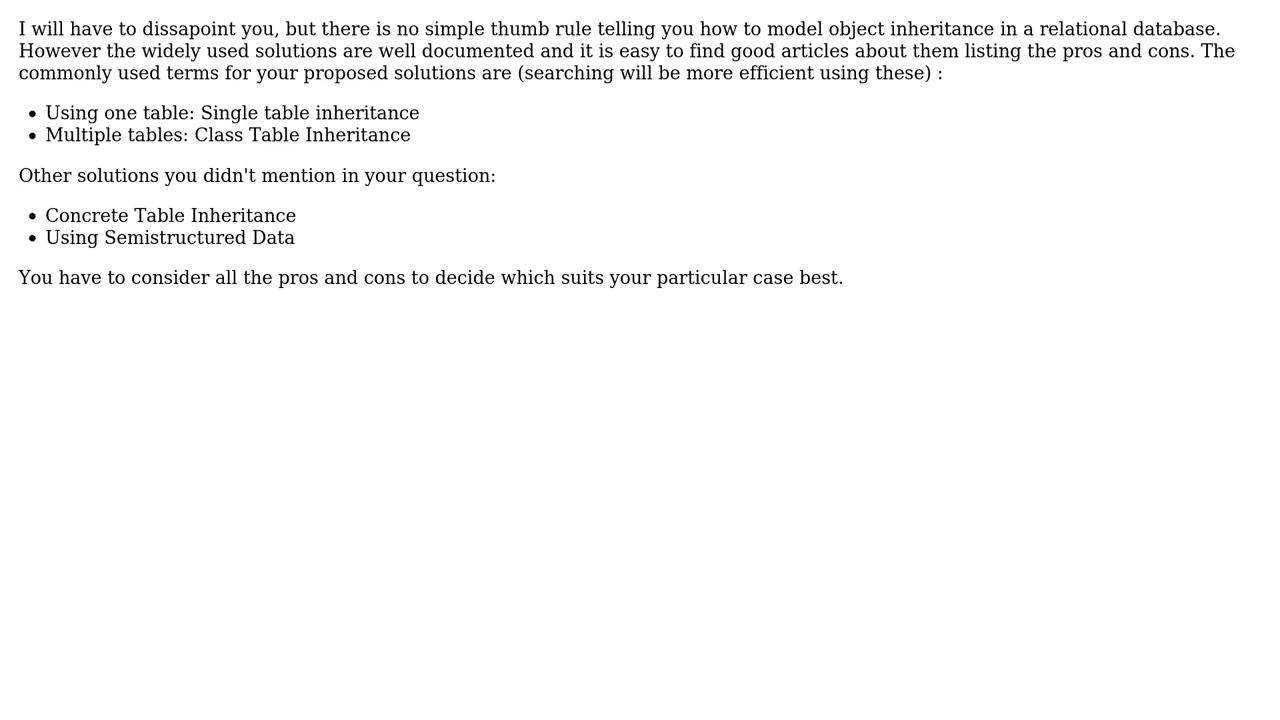 I will have to dissapoint you, but there is no simple thumb rule telling you how to model object inheritance in a relational database.
However the widely used solutions are well documented and it is easy to find good articles about them listing the pros and cons. The
commonly used terms for your proposed solutions are (searching will be more efficient using these) :
• Using one table: Single table inheritance
• Multiple tables: Class Table Inheritance
Other solutions you didn't mention in your question:
• Concrete Table Inheritance
• Using Semistructured Data
You have to consider all the pros and cons to decide which suits your particular case best.